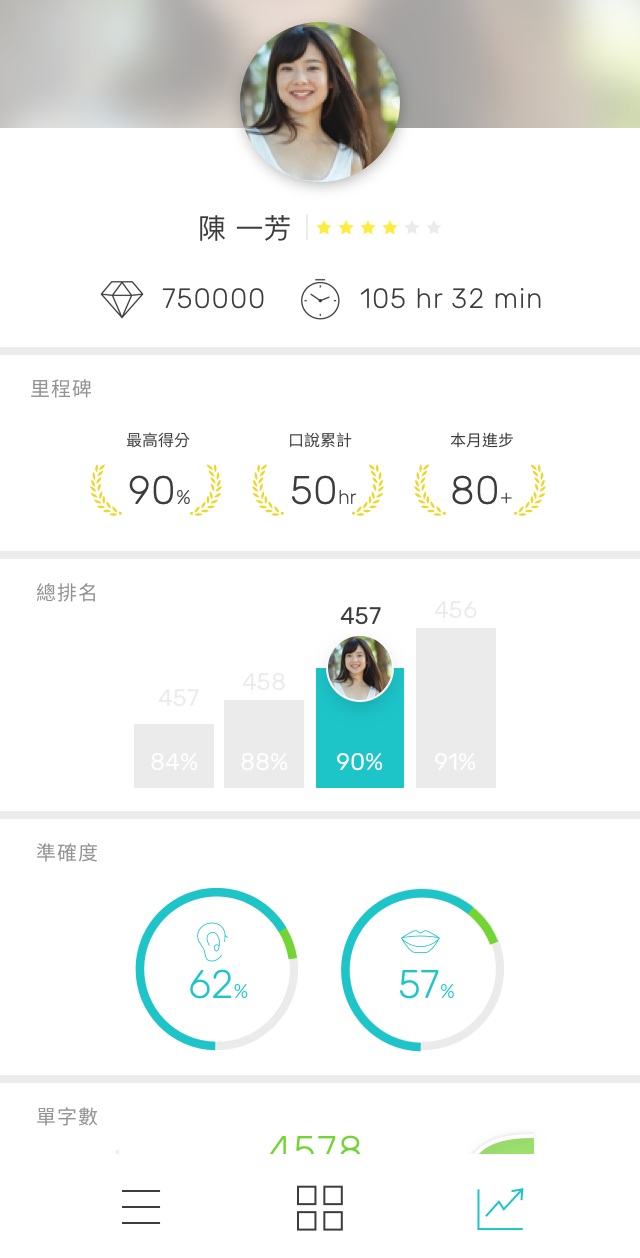 陳 一芳
750000 105 hr 32 min
里程碑
最高得分 口說累計 本月進步
90% 50hr 80+
總排名
457 458 457 456
84% 88% 90% 91%
準確度
62% 57%
單字數
4578